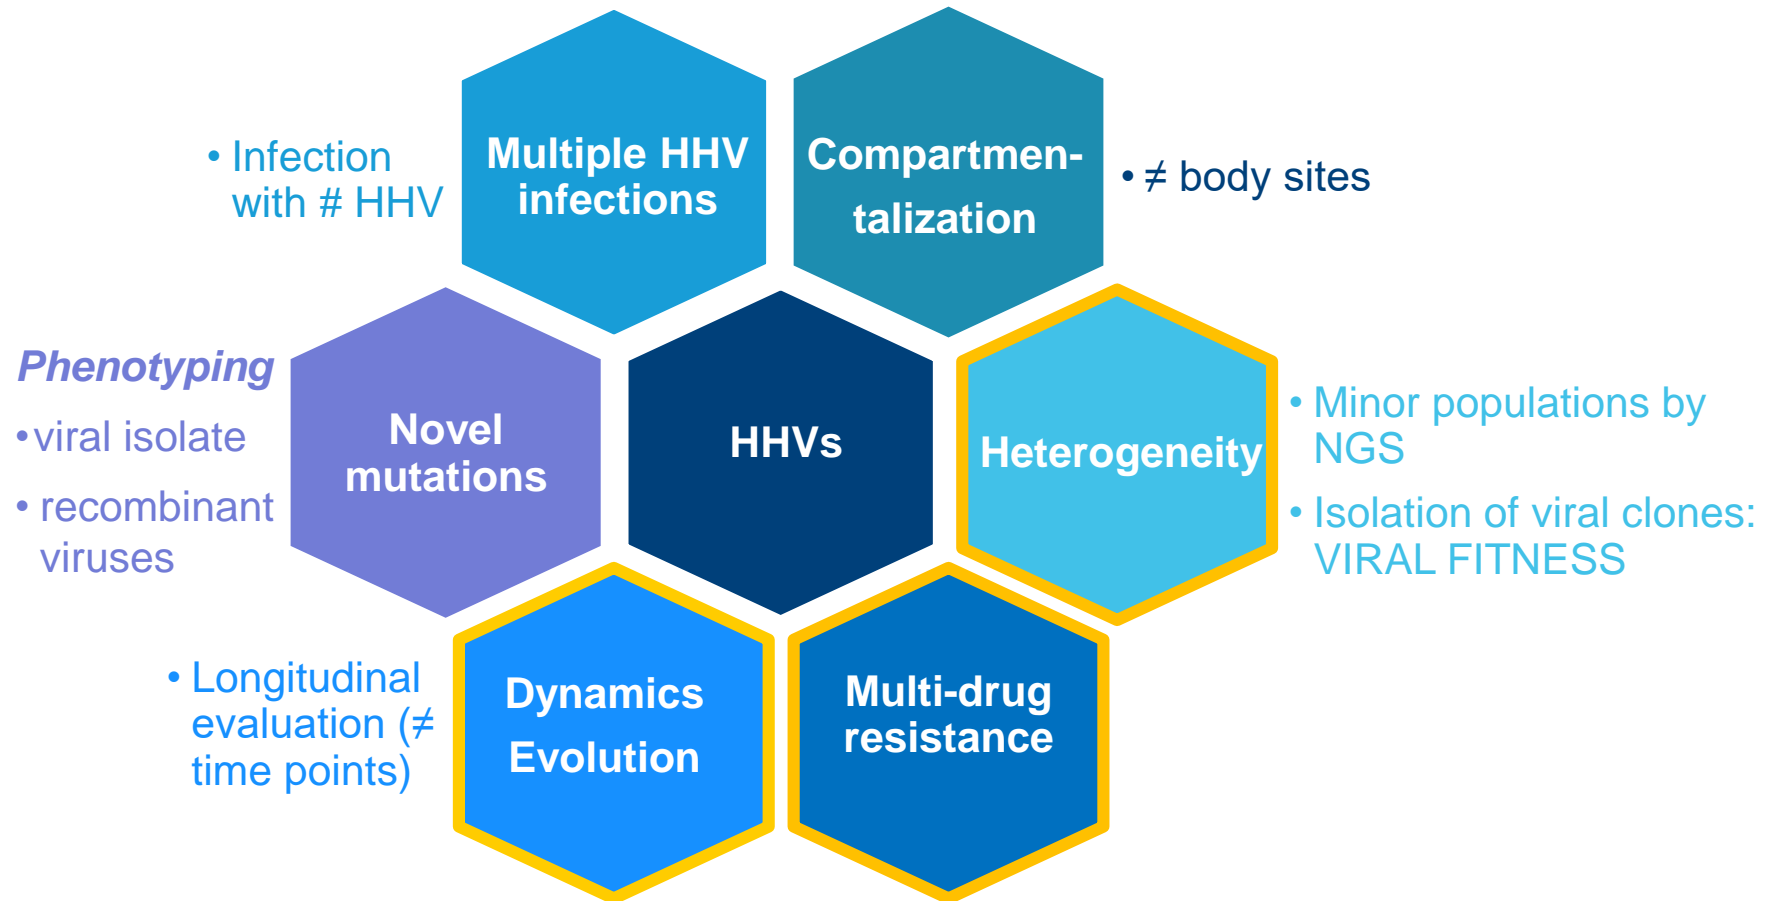 • Infection
with # HHV
Multiple HHV
infections
Compartmen-
talization
• ≠ body sites
Phenotyping
• viral isolate
• recombinant
viruses
Novel
mutations
HHVs
Heterogeneity
• Minor populations by
NGS
• Isolation of viral clones:
VIRAL FITNESS
• Longitudinal
evaluation (≠
time points)
Dynamics
Evolution
Multi-drug
resistance